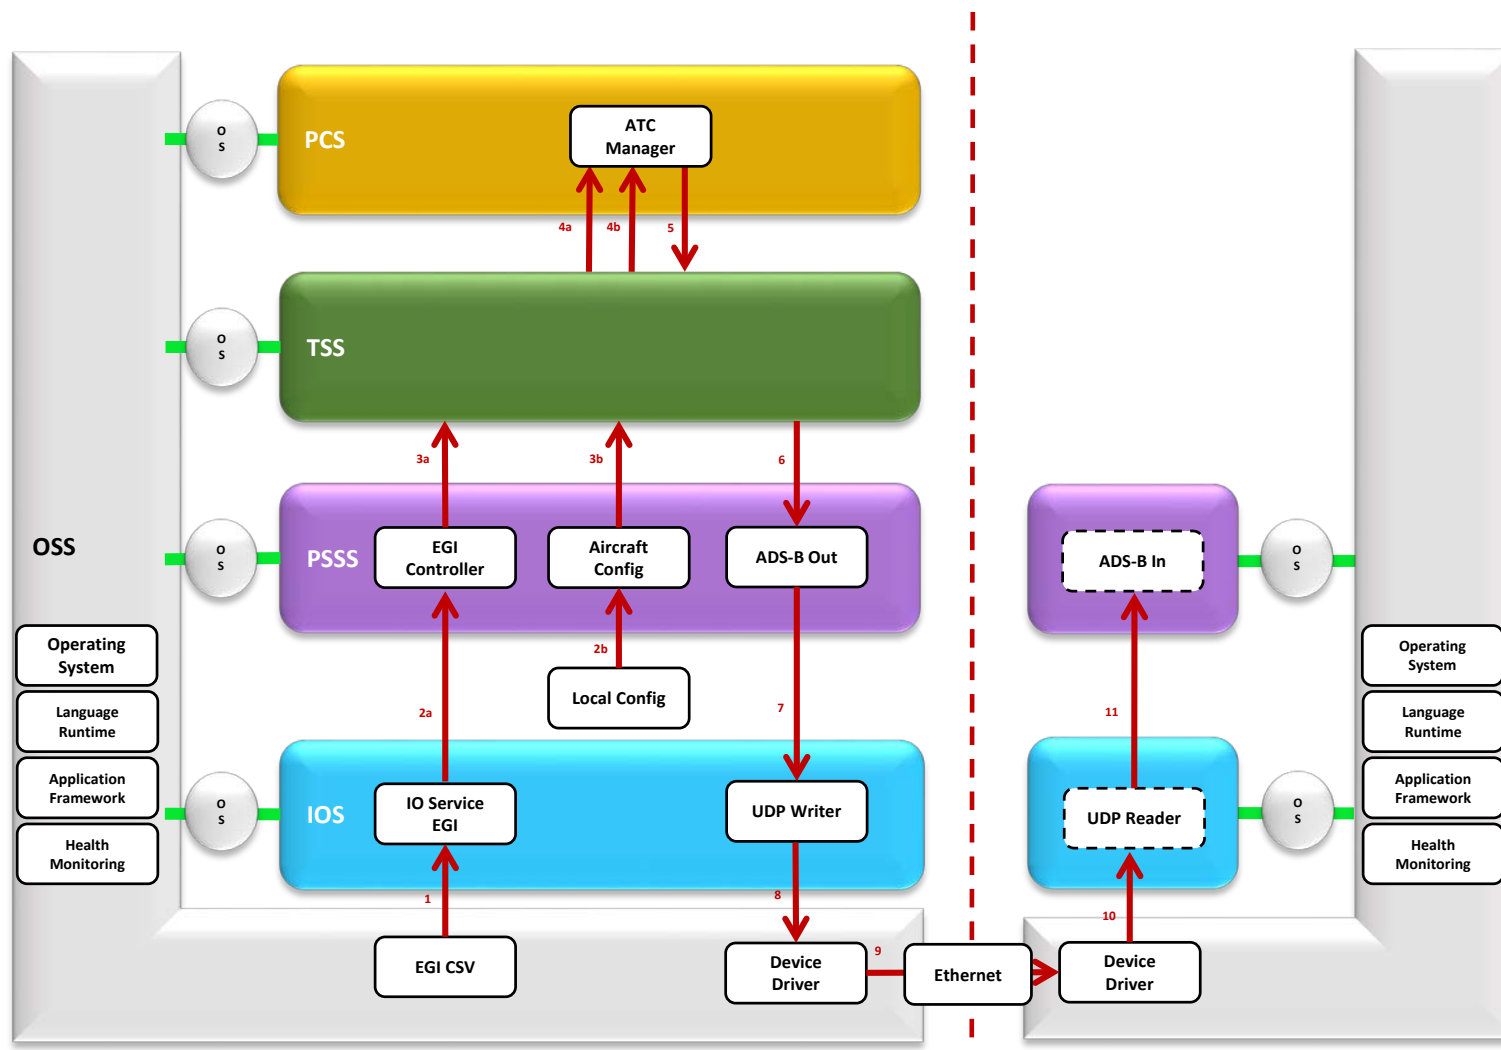 O
S
PCS
ATC
Manager
4a
4b
5
O
S
TSS
3a
3b
6
OSS
O
S
PSSS
EGI
Controller
Aircraft
Config
ADS-B Out
ADS-B In
O
S
2b
Local Config
2a
7
11
Operating
System
Language
Runtime
Application
Framework
Health
Monitoring
O
S
IOS
IO Service
EGI
UDP Writer
UDP Reader
O
S
Operating
System
Language
Runtime
Application
Framework
Health
Monitoring
1
8
10
EGI CSV
Device
Driver
9
Ethernet
Device
Driver